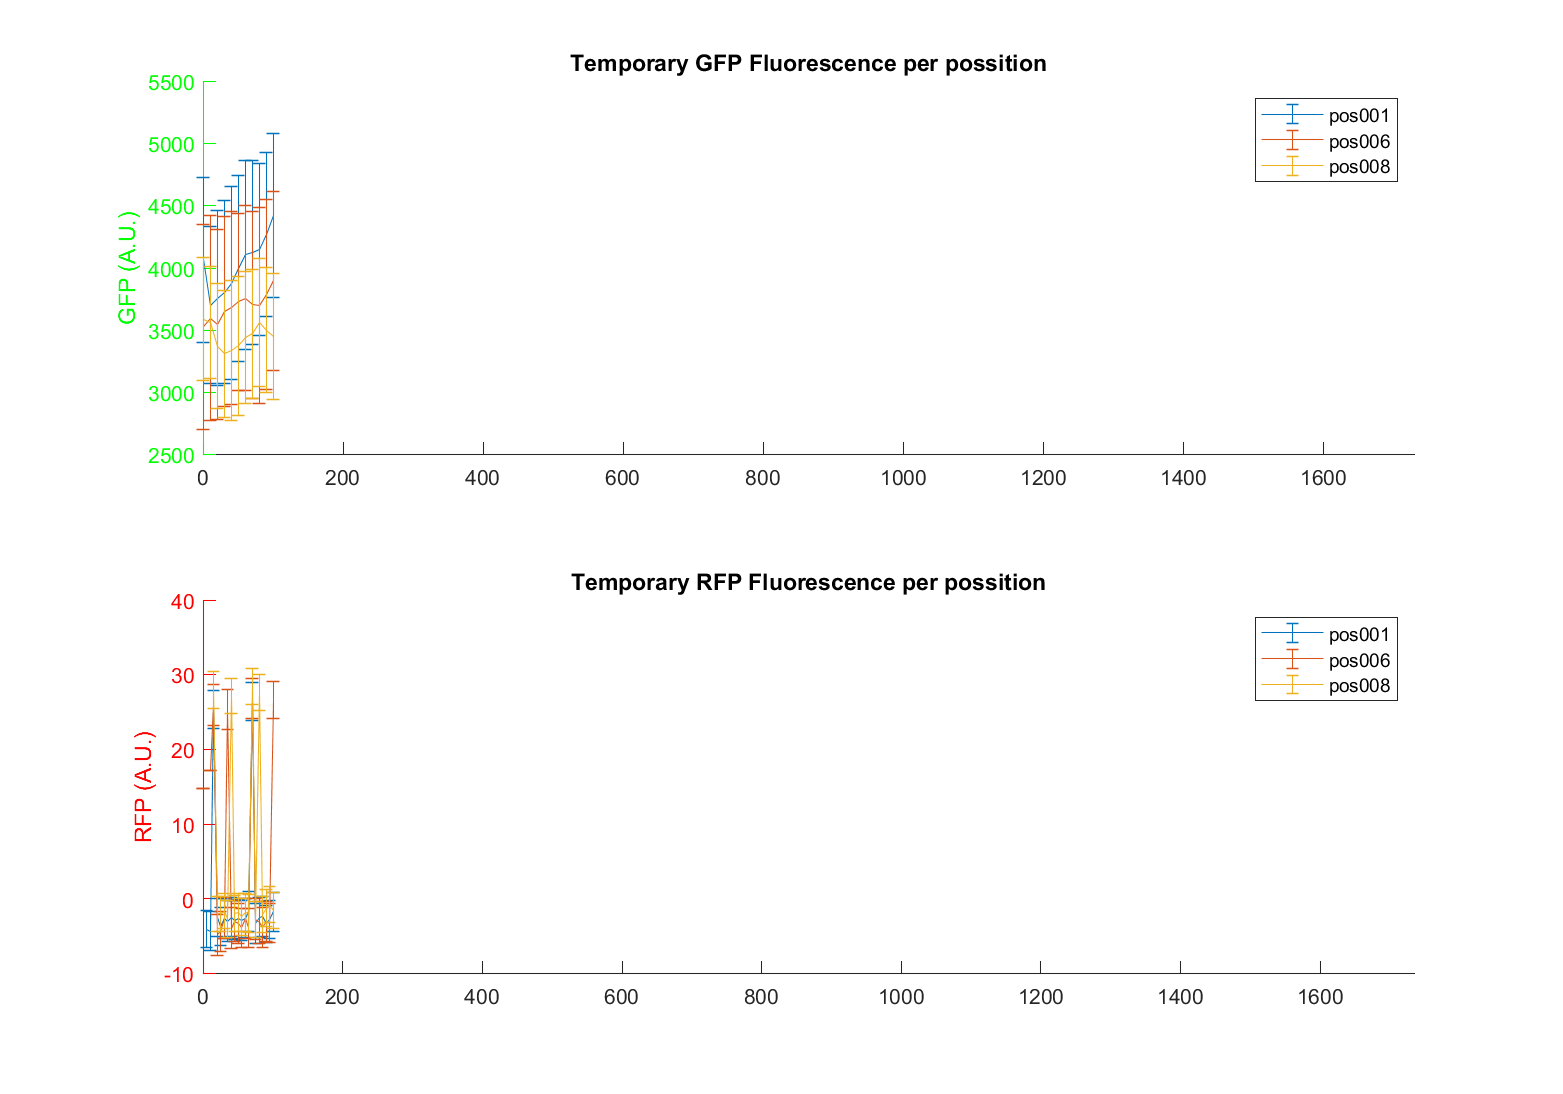 Temporary GFP Fluorescence per possition
5500
5000
4500
4000
3500
3000
2500
GFP (A.U.)
pos001
pos006
pos008
0 200 400 600 800 1000 1200 1400 1600
Temporary RFP Fluorescence per possition
40
30
20
10
0
-10
RFP (A.U.)
pos001
pos006
pos008
0 200 400 600 800 1000 1200 1400 1600